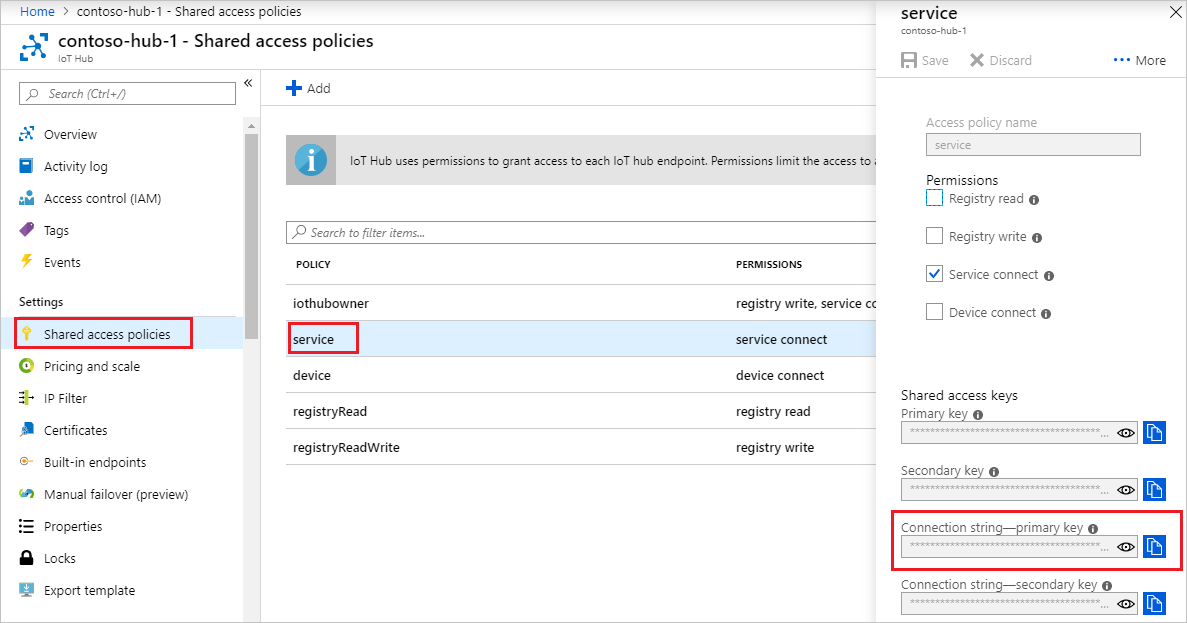 Home > contoso-hub-1 - Shared access policies
contoso-hub-1 - Shared access policies
IoT Hub
Search (Ctrl+/)
Overview
Activity log
Access control (IAM)
Tags
Events
Settings
Shared access policies
Pricing and scale
IP Filter
Certificates
Built-in endpoints
Manual failover (preview)
Properties
Locks
Export template
Add
IoT Hub uses permissions to grant access to each IoT hub endpoint. Permissions limit the access to
Search to filter items...
POLICY PERMISSIONS
iothubowner registry write, service
service service connect
device device connect
registryRead registry read
registryReadWrite registry write
service
contoso-hub-1
Save Discard ••• More
Access policy name
service
Permissions
Registry read
Registry write
Service connect
Device connect
Shared access keys
Primary key
Secondary key
Connection string—primary key
Connection string—secondary key